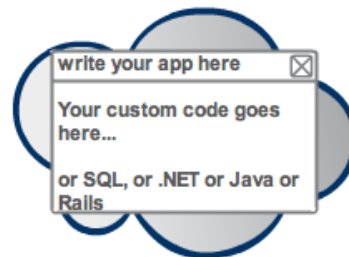 write your app here
Your custom code goes
here...
or SQL, or .NET or Java or
Rails